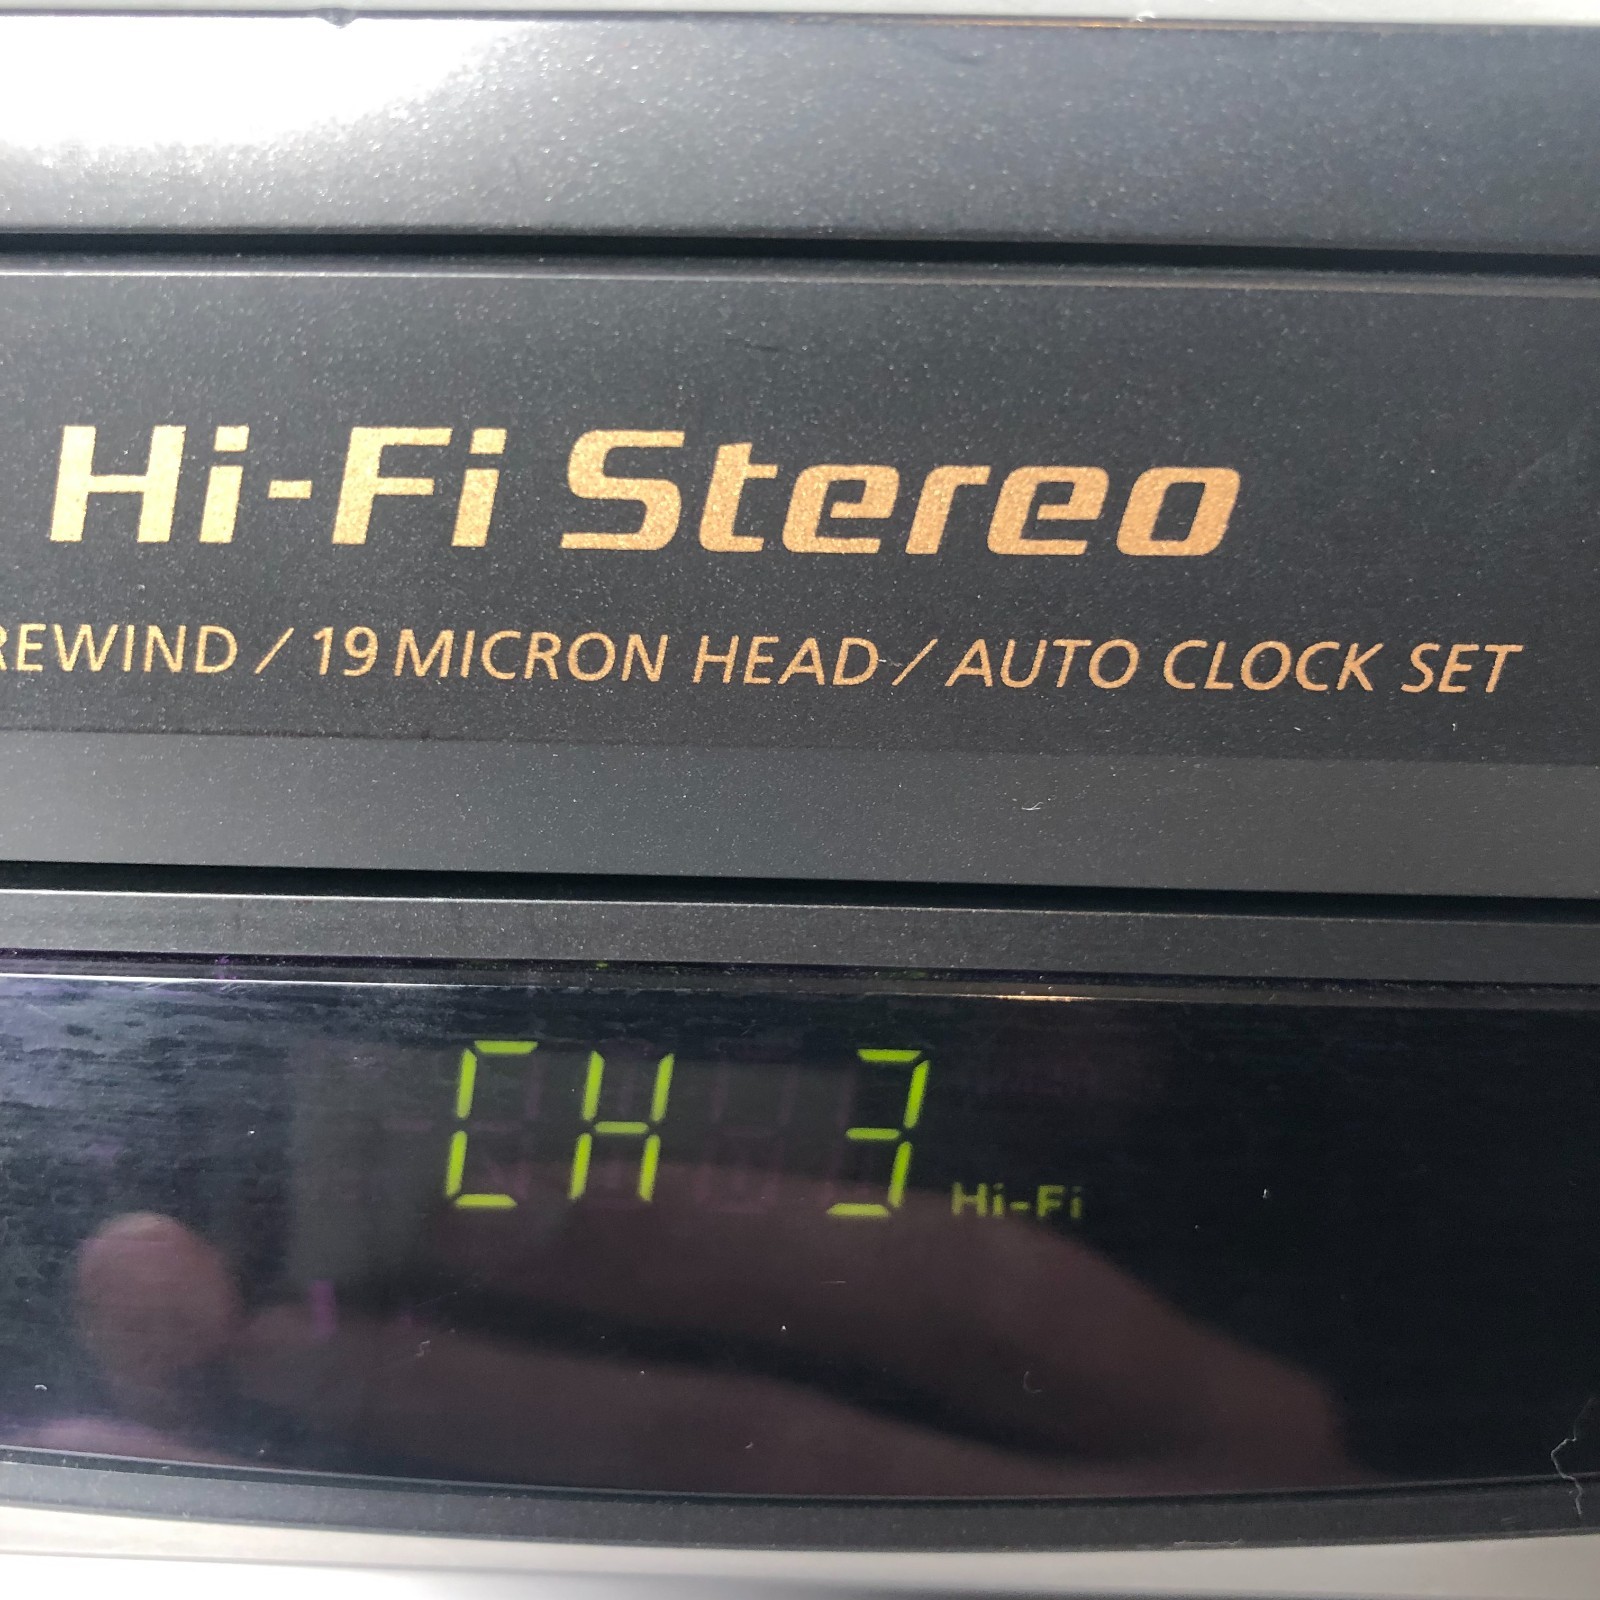 Hi-Fi Stereo
REWIND / 19 MICRON HEAD / AUTO CLOCK SET
CH 3 Hi-Fi